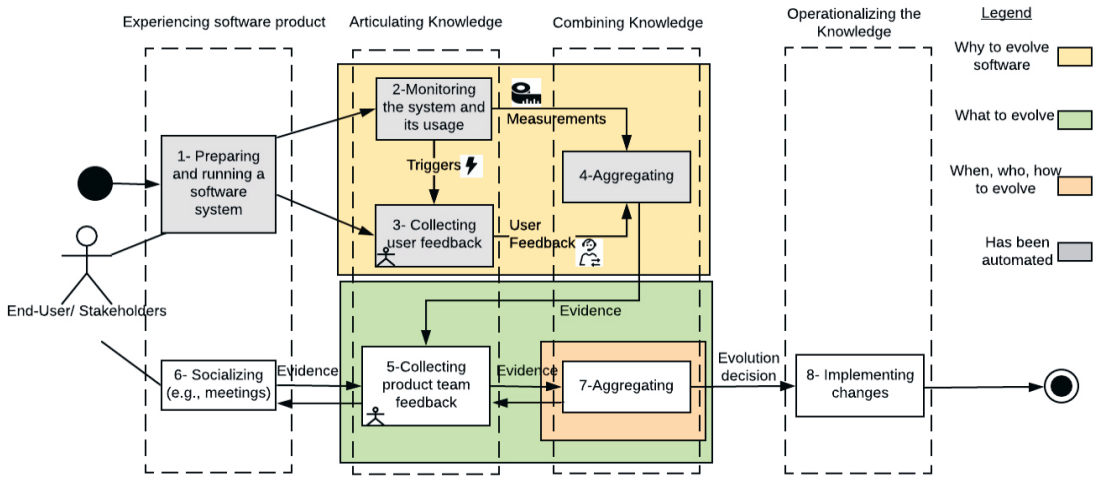 Experiencing software product
Articulating Knowledge
Combining Knowledge
Operationalizing the
Knowledge
Legend
Why to evolve
software
What to evolve
When, who, how
to evolve
Has been
automated
1- Preparing
and running a
software
system
2-Monitoring
the system and
its usage
Measurements
Triggers
3- Collecting
user feedback
User
Feedback
4-Aggregating
End-User/ Stakeholders
Evidence
6- Socializing
(e.g., meetings)
Evidence
5-Collecting
product team
feedback
Evidence
7-Aggregating
Evolution
decision
8- Implementing
changes